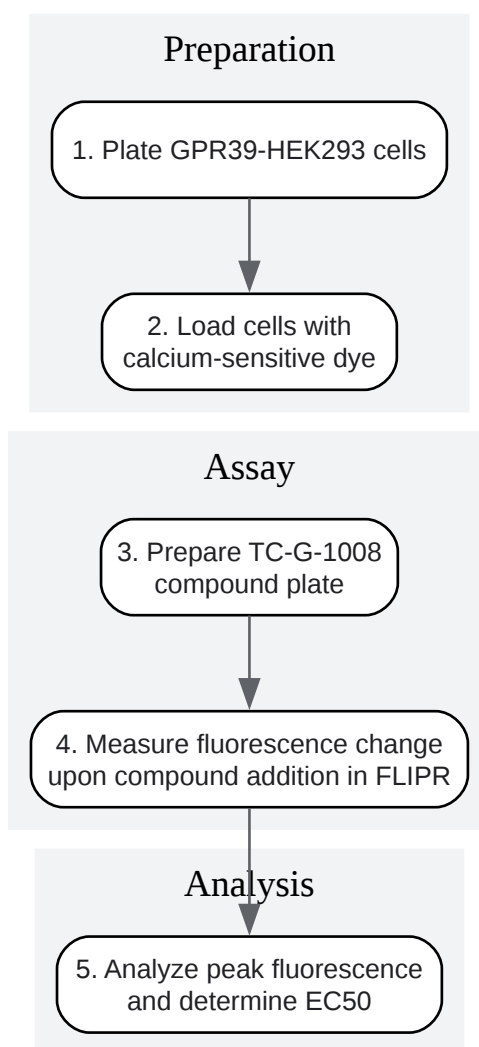 Preparation
1. Plate GPR39-HEK293 cells
2. Load cells with
calcium-sensitive dye
Assay
3. Prepare TC-G-1008
compound plate
4. Measure fluorescence change
upon compound addition in FLIPR
Analysis
5. Analyze peak fluorescence
and determine EC50